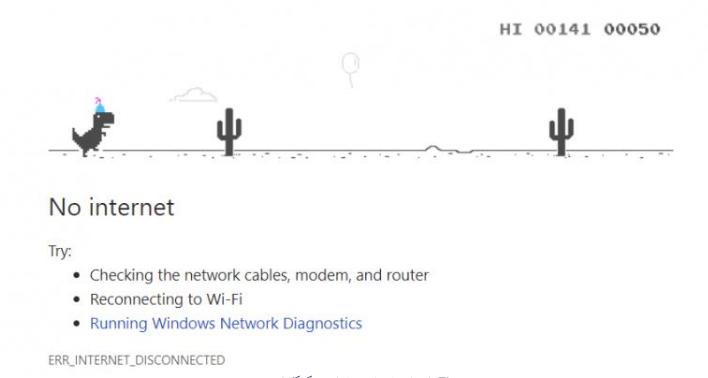 HI 00141 00050
No internet
Try:
Checking the network cables, modem, and router
Reconnecting to Wi-Fi
Running Windows Network Diagnostics
ERR_INTERNET_DISCONNECTED